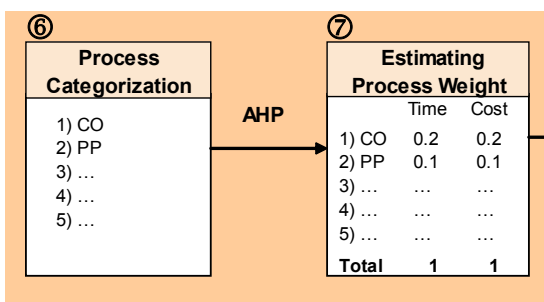 ⑥
Process
Categorization
1) CO
2) PP
3) …
4) …
5) …
AHP
⑦
Estimating
Process Weight
Time Cost
1) CO 0.2 0.2
2) PP 0.1 0.1
3) … … …
4) … … …
5) … … …
Total 1 1